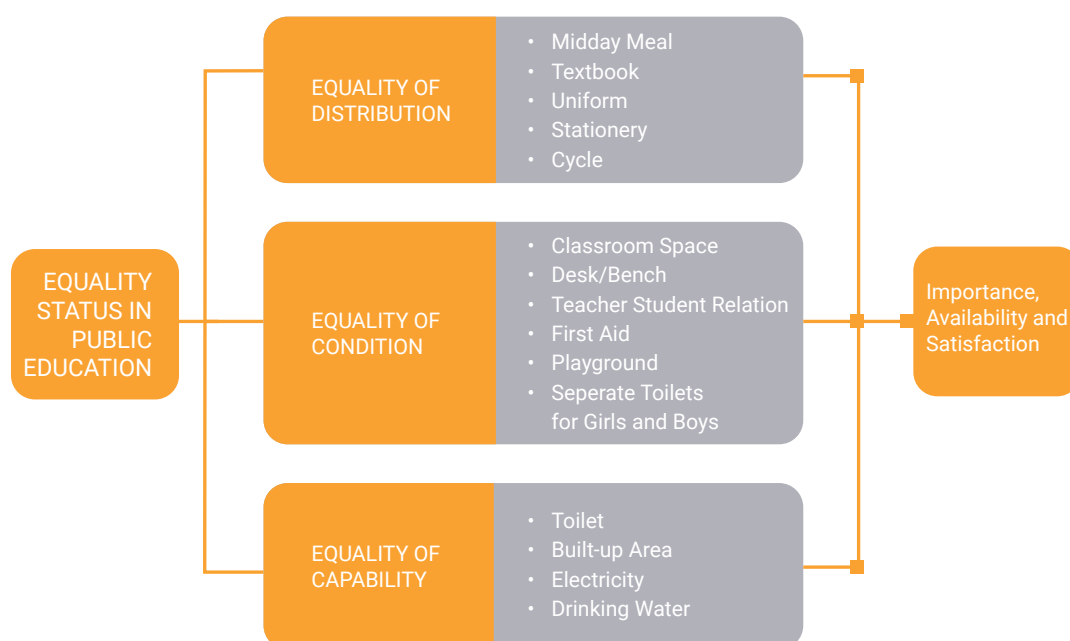 EQUALITY
STATUS IN
PUBLIC
EDUCATION
EQUALITY OF
DISTRIBUTION
• Midday Meal
• Textbook
• Uniform
• Stationery
• Cycle
EQUALITY OF
CONDITION
• Classroom Space
• Desk/Bench
• Teacher Student Relation
• First Aid
• Playground
• Seperate Toilets
for Girls and Boys
EQUALITY OF
CAPABILITY
• Toilet
• Built-up Area
• Electricity
• Drinking Water
Importance,
Availability and
Satisfaction